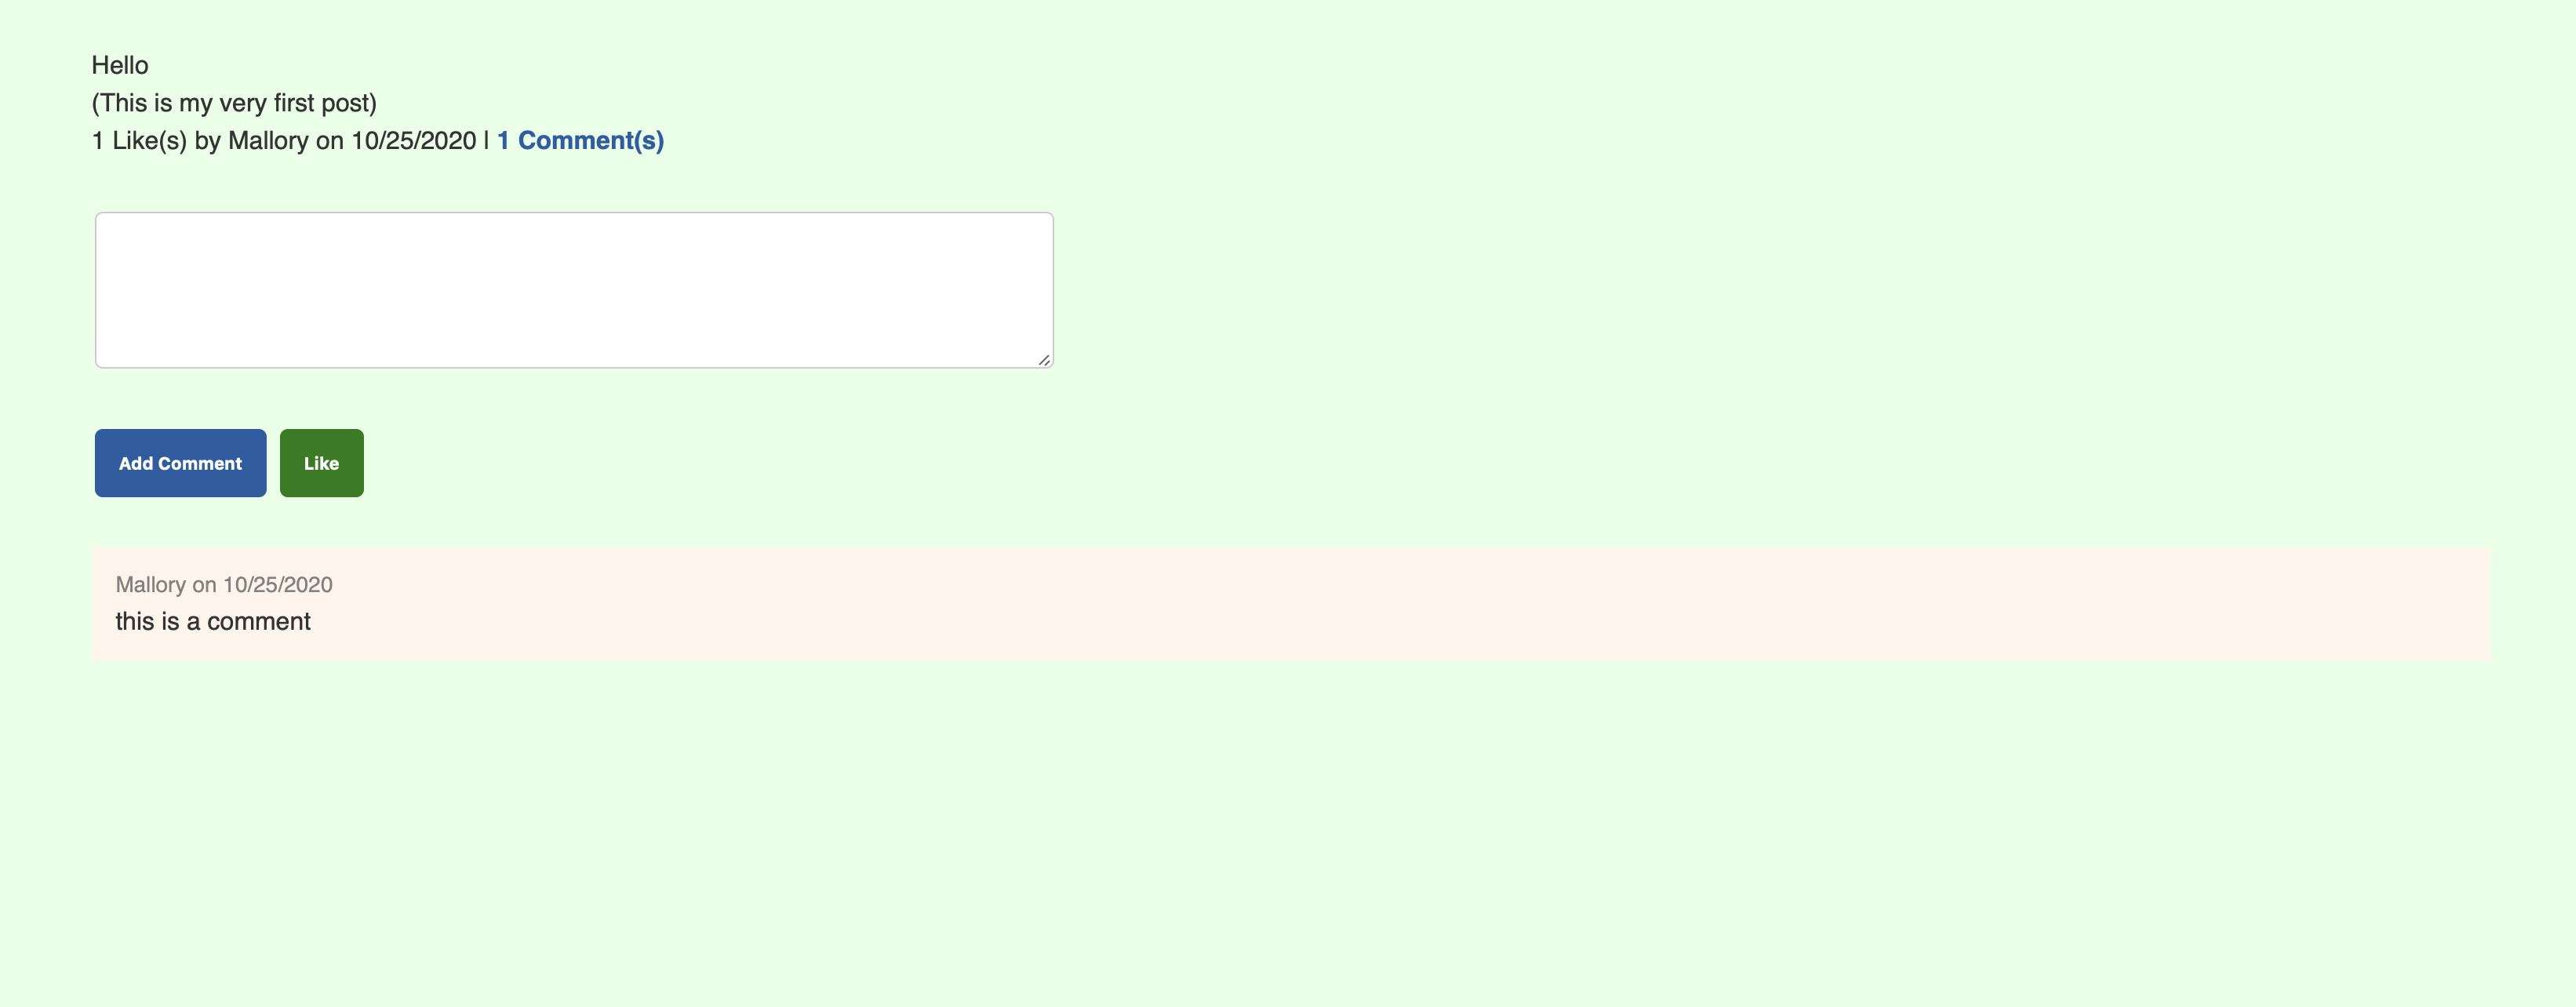 Hello
(This is my very first post)
1 Like(s) by Mallory on 10/25/2020 | 1 Comment(s)
Add Comment
Like
Mallory on 10/25/2020
this is a comment